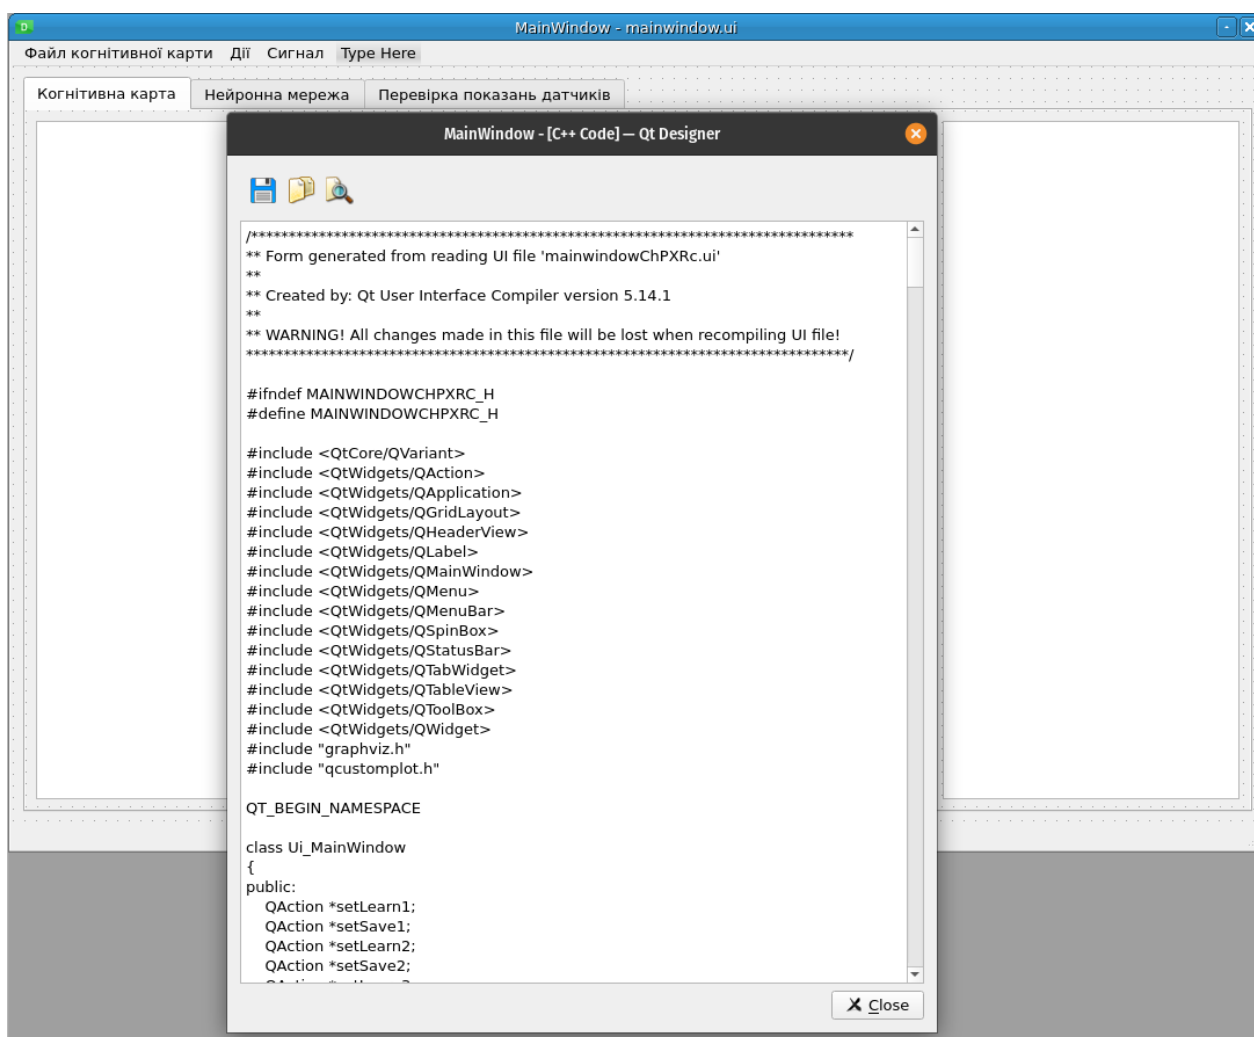 MainWindow - mainwindow.ui
Файл когнітивної карти Дії Сигнал Type Here
Когнітивна карта Нейронна мережа Перевірка показань датчиків
MainWindow - [C++ Code] — Qt Designer
/********************************************************************************
** Form generated from reading UI file 'mainwindowChPXRc.ui'
**
** Created by: Qt User Interface Compiler version 5.14.1
**
** WARNING! All changes made in this file will be lost when recompiling UI file!
********************************************************************************/
#ifndef MAINWINDOWCHPXRC_H
#define MAINWINDOWCHPXRC_H
#include <QtCore/QVariant>
#include <QtWidgets/QAction>
#include <QtWidgets/QApplication>
#include <QtWidgets/QGridLayout>
#include <QtWidgets/QHeaderView>
#include <QtWidgets/QLabel>
#include <QtWidgets/QMainWindow>
#include <QtWidgets/QMenu>
#include <QtWidgets/QMenuBar>
#include <QtWidgets/QSpinBox>
#include <QtWidgets/QStatusBar>
#include <QtWidgets/QTabWidget>
#include <QtWidgets/QTableView>
#include <QtWidgets/QToolBox>
#include <QtWidgets/QWidget>
#include "graphviz.h"
#include "qcustomplot.h"
QT_BEGIN_NAMESPACE
class Ui_MainWindow
{
public:
QAction *setLearn1;
QAction *setSave1;
QAction *setLearn2;
QAction *setSave2;
Close